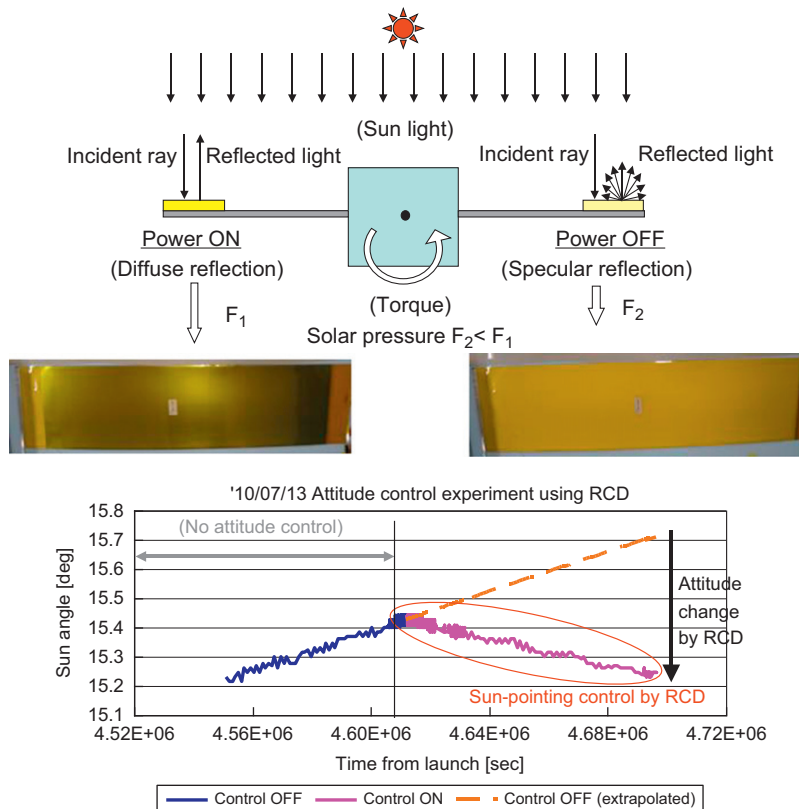 (Sun light)
Incident ray Reflected light
Incident ray Reflected light
Power ON
(Diffuse reflection)
Power OFF
(Specular reflection)
(Torque)
F1
F2
Solar pressure F2< F1
'10/07/13 Attitude control experiment using RCD
Sun angle [deg]
15.8
15.7
15.6
15.5
15.4
15.3
15.2
15.1
(No attitude control)
Attitude
change
by RCD
Sun-pointing control by RCD
4.52E+06 4.56E+06 4.60E+06 4.64E+06 4.68E+06 4.72E+06
Time from launch [sec]
Control OFF Control ON Control OFF (extrapolated)